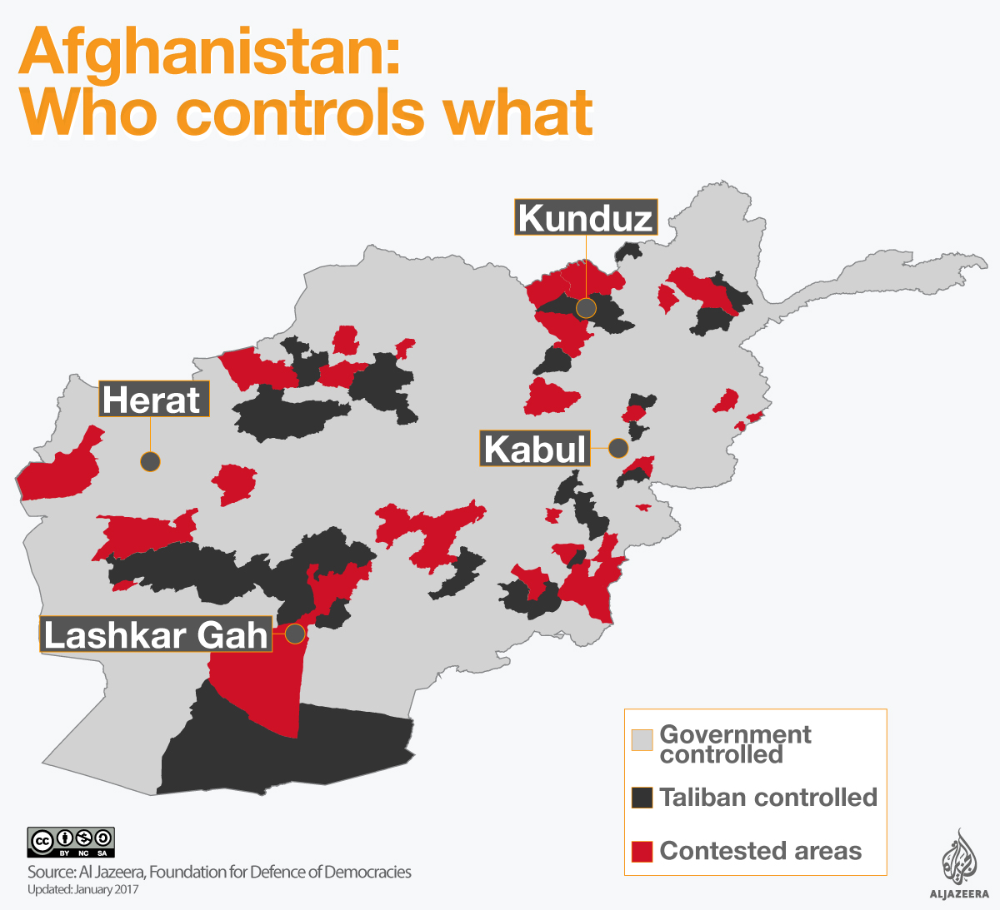 Afghanistan:
Who controls what
Kunduz
Herat
Kabul
Lashkar Gah
Government
controlled
Taliban controlled
Contested areas
cc
BY NC SA
Source: Al Jazeera, Foundation for Defence of Democracies
Updated: January 2017
ALJAZEERA